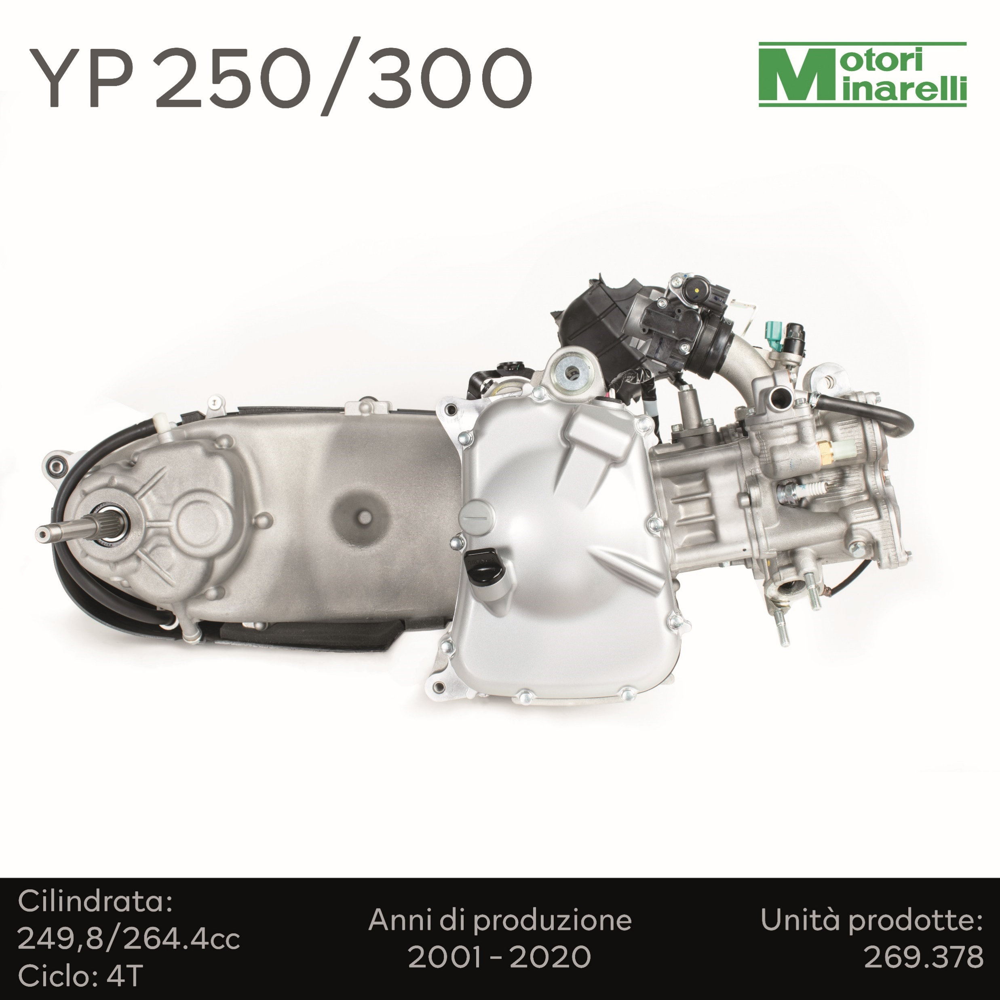 YP 250/300
Motori
Minarelli
Cilindrata:
249,8/264.4cc
Ciclo: 4T
Anni di produzione
2001 - 2020
Unità prodotte:
269.378